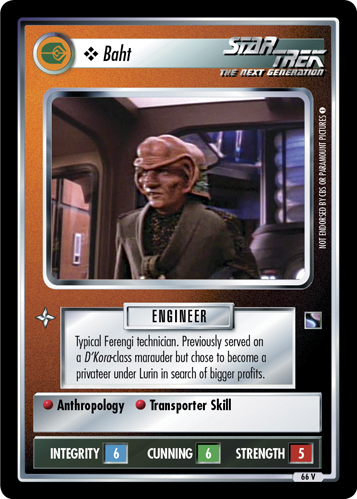 ❖ Baht
STAR TREK
THE NEXT GENERATION
NOT ENDORSED BY CBS OR PARAMOUNT PICTURES
ENGINEER
Typical Ferengi technician. Previously served on
a D'Kora-class marauder but chose to become a
privateer under Lurin in search of bigger profits.
Anthropology Transporter Skill
INTEGRITY 6 CUNNING 6 STRENGTH 5
66 V